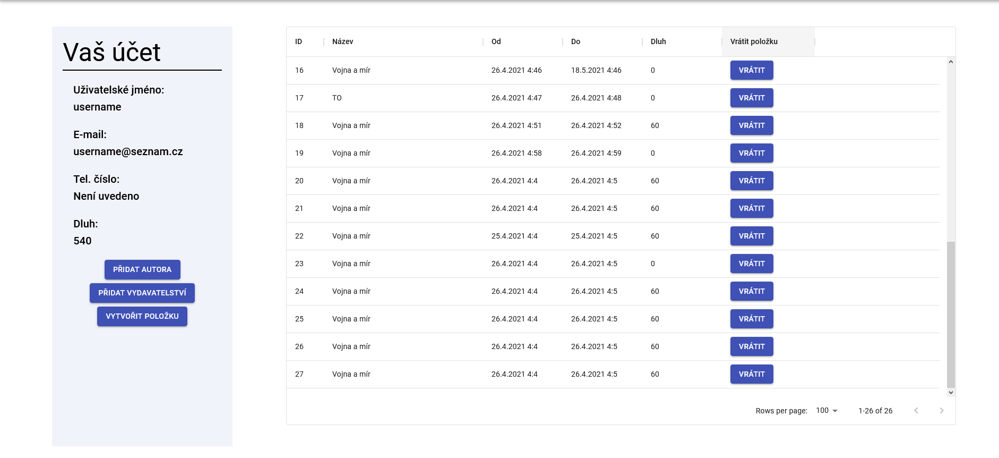 Vaš účet
Uživatelské jméno:
username
E-mail:
username@seznam.cz
Tel. číslo:
Není uvedeno
Dluh:
540
PŘIDAT AUTORA
PŘIDAT VYDAVATELSTVÍ
VYTVOŘIT POLOŽKU
ID Název Od Do Dluh Vrátit položku
16 Vojna a mír 26.4.2021 4:46 18.5.2021 4:46 0 VRÁTIT
17 TO 26.4.2021 4:47 26.4.2021 4:48 0 VRÁTIT
18 Vojna a mír 26.4.2021 4:51 26.4.2021 4:52 60 VRÁTIT
19 Vojna a mír 26.4.2021 4:58 26.4.2021 4:59 0 VRÁTIT
20 Vojna a mír 26.4.2021 4:4 26.4.2021 4:5 60 VRÁTIT
21 Vojna a mír 26.4.2021 4:4 26.4.2021 4:5 60 VRÁTIT
22 Vojna a mír 25.4.2021 4:4 25.4.2021 4:5 60 VRÁTIT
23 Vojna a mír 26.4.2021 4:4 26.4.2021 4:5 0 VRÁTIT
24 Vojna a mír 26.4.2021 4:4 26.4.2021 4:5 60 VRÁTIT
25 Vojna a mír 26.4.2021 4:4 26.4.2021 4:5 60 VRÁTIT
26 Vojna a mír 26.4.2021 4:4 26.4.2021 4:5 60 VRÁTIT
27 Vojna a mír 26.4.2021 4:4 26.4.2021 4:5 60 VRÁTIT
Rows per page: 100 1-26 of 26